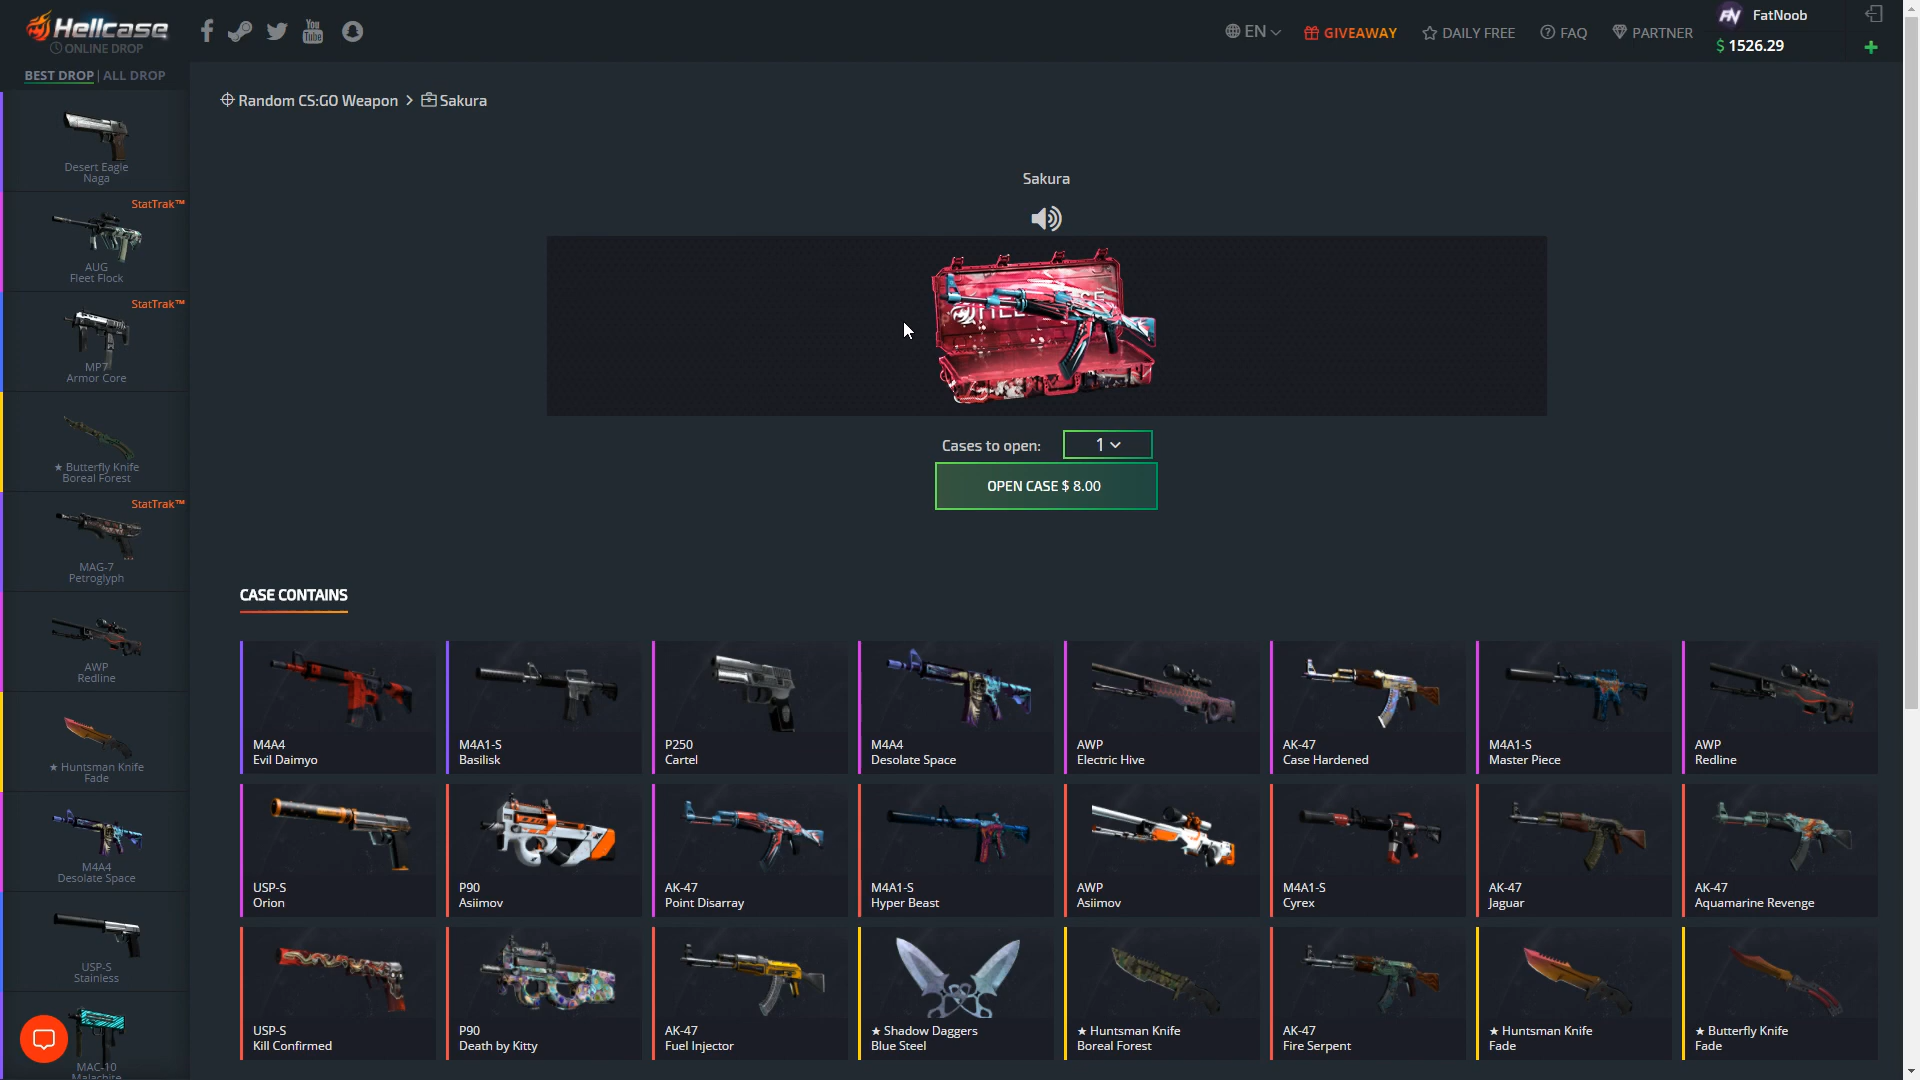 Hellcase
ONLINE DROP
BEST DROP | ALL DROP
EN
GIVEAWAY
DAILY FREE
FAQ
PARTNER
FN
FatNoob
$ 1526.29
Desert Eagle
Naga
StatTrak™
AUG
Fleet Flock
StatTrak™
MP7
Armor Core
★ Butterfly Knife
Boreal Forest
StatTrak™
MAG-7
Petroglyph
AWP
Redline
★ Huntsman Knife
Fade
M4A4
Desolate Space
USP-S
Stainless
MAC-10
Malachite
Random CS:GO Weapon > Sakura
Sakura
Cases to open: 1
OPEN CASE $ 8.00
CASE CONTAINS
M4A4
Evil Daimyo
M4A1-S
Basilisk
P250
Cartel
M4A4
Desolate Space
AWP
Electric Hive
AK-47
Case Hardened
M4A1-S
Master Piece
AWP
Redline
USP-S
Orion
P90
Asiimov
AK-47
Point Disarray
M4A1-S
Hyper Beast
AWP
Asiimov
M4A1-S
Cyrex
AK-47
Jaguar
AK-47
Aquamarine Revenge
USP-S
Kill Confirmed
P90
Death by Kitty
AK-47
Fuel Injector
★ Shadow Daggers
Blue Steel
★ Huntsman Knife
Boreal Forest
AK-47
Fire Serpent
★ Huntsman Knife
Fade
★ Butterfly Knife
Fade